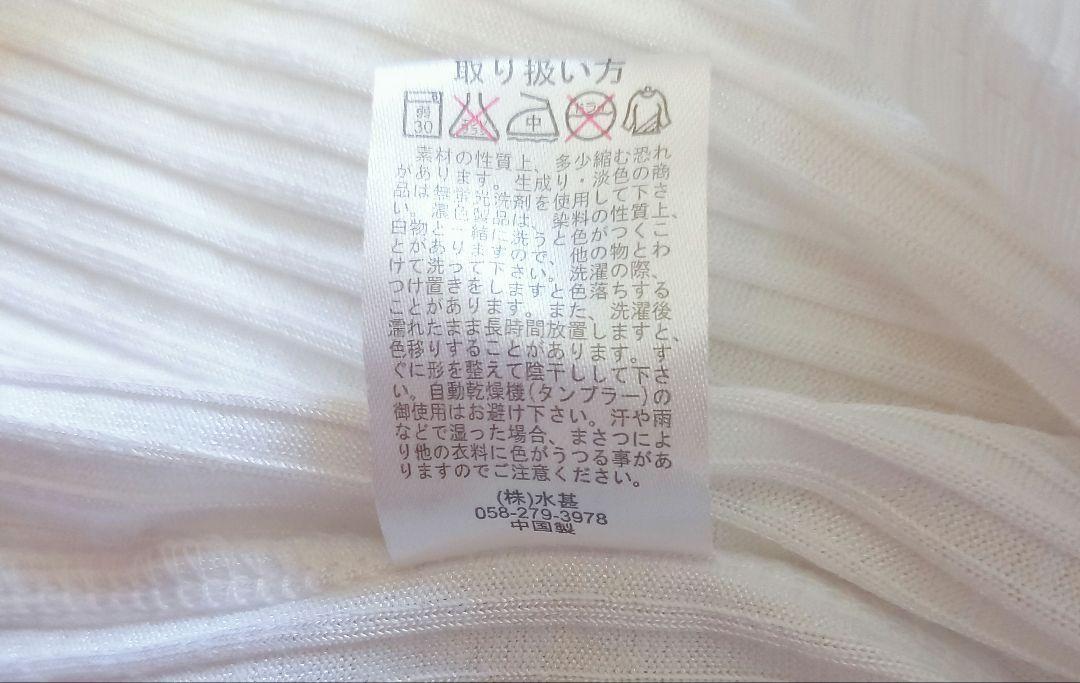 取り扱い方
弱
30
エンソ
サラシ
中
ドライ
素材の性質上、多少縮む恐れ
があります。生成り・淡色の商
品は無蛍光洗剤を使用して下さ
い。濃色製品は、染料の性質上、
白物と一緒に洗うと色がつくこ
とがありますので、他の物とわ
けて洗って下さい。洗濯の際、
つけ置きをしますと色落ちする
ことがあります。また、洗濯後
濡れたまま長時間放置しますと、
色移りすることがあります。す
ぐに形を整えて陰干しして下さ
い。自動乾燥機(タンブラー)の
御使用はお避け下さい。汗や雨
などで湿った場合、まさつによ
り他の衣料に色がうつる事があ
りますのでご注意ください。
(株)水甚
058-279-3978
中国製